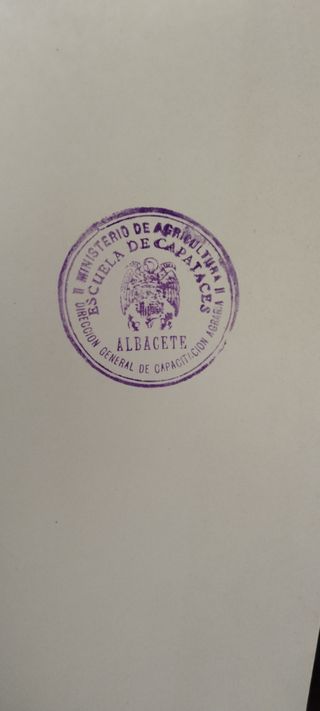 MINISTERIO DE AGRICULTURA
ESCUELA DE CAPATACES
ALBACETE
DIRECCION GENERAL DE CAPACITACION AGRARIA